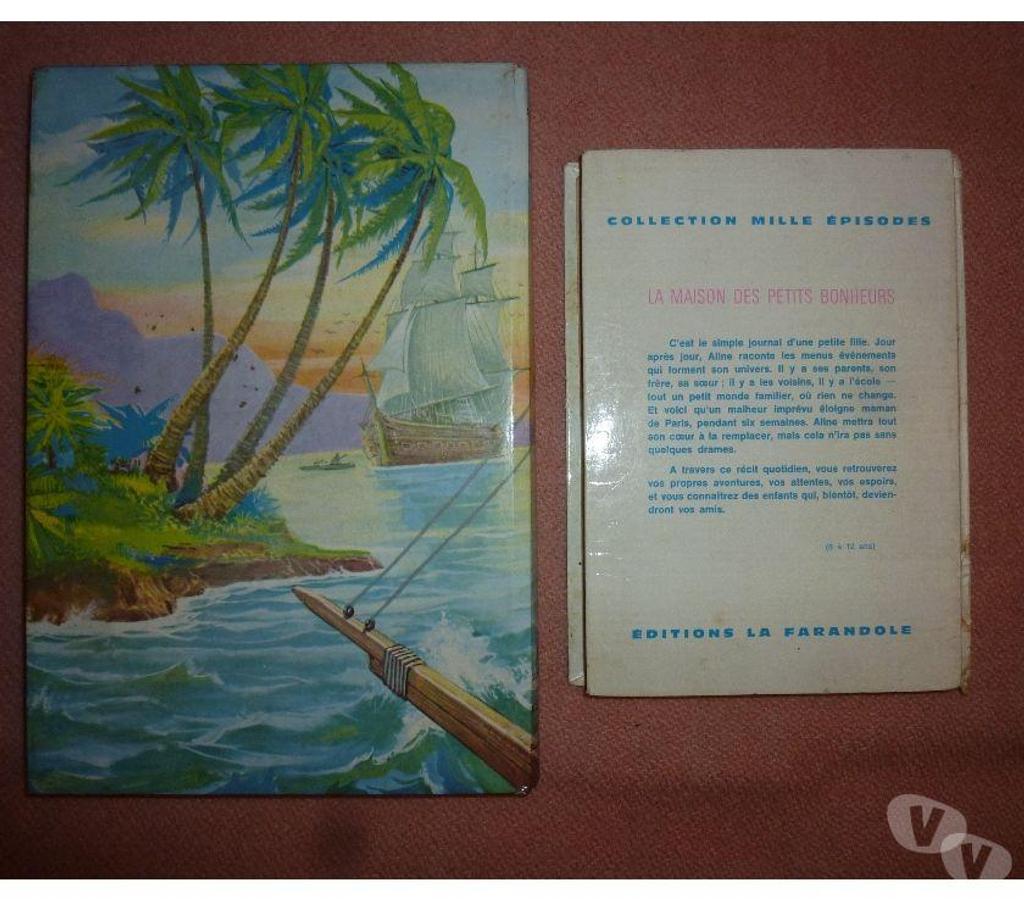 COLLECTION MILLE ÉPISODES
LA MAISON DES PETITS BONHEURS
C'est le simple journal d'une petite fille. Jour
après jour, Aline raconte les menus événements
qui forment son univers. Il y a ses parents, son
frère, sa sœur ; il y a les voisins, il y a l'école —
tout un petit monde familier, où rien ne change.
Et voici qu'un malheur imprévu éloigne maman
de Paris, pendant six semaines. Aline mettra tout
son cœur à la remplacer, mais cela n'ira pas sans
quelques drames.
A travers ce récit quotidien, vous retrouverez
vos propres aventures, vos attentes, vos espoirs,
et vous connaîtrez des enfants qui, bientôt, devien-
dront vos amis.
à 12 ans)
ÉDITIONS LA FARANDOLE
VV